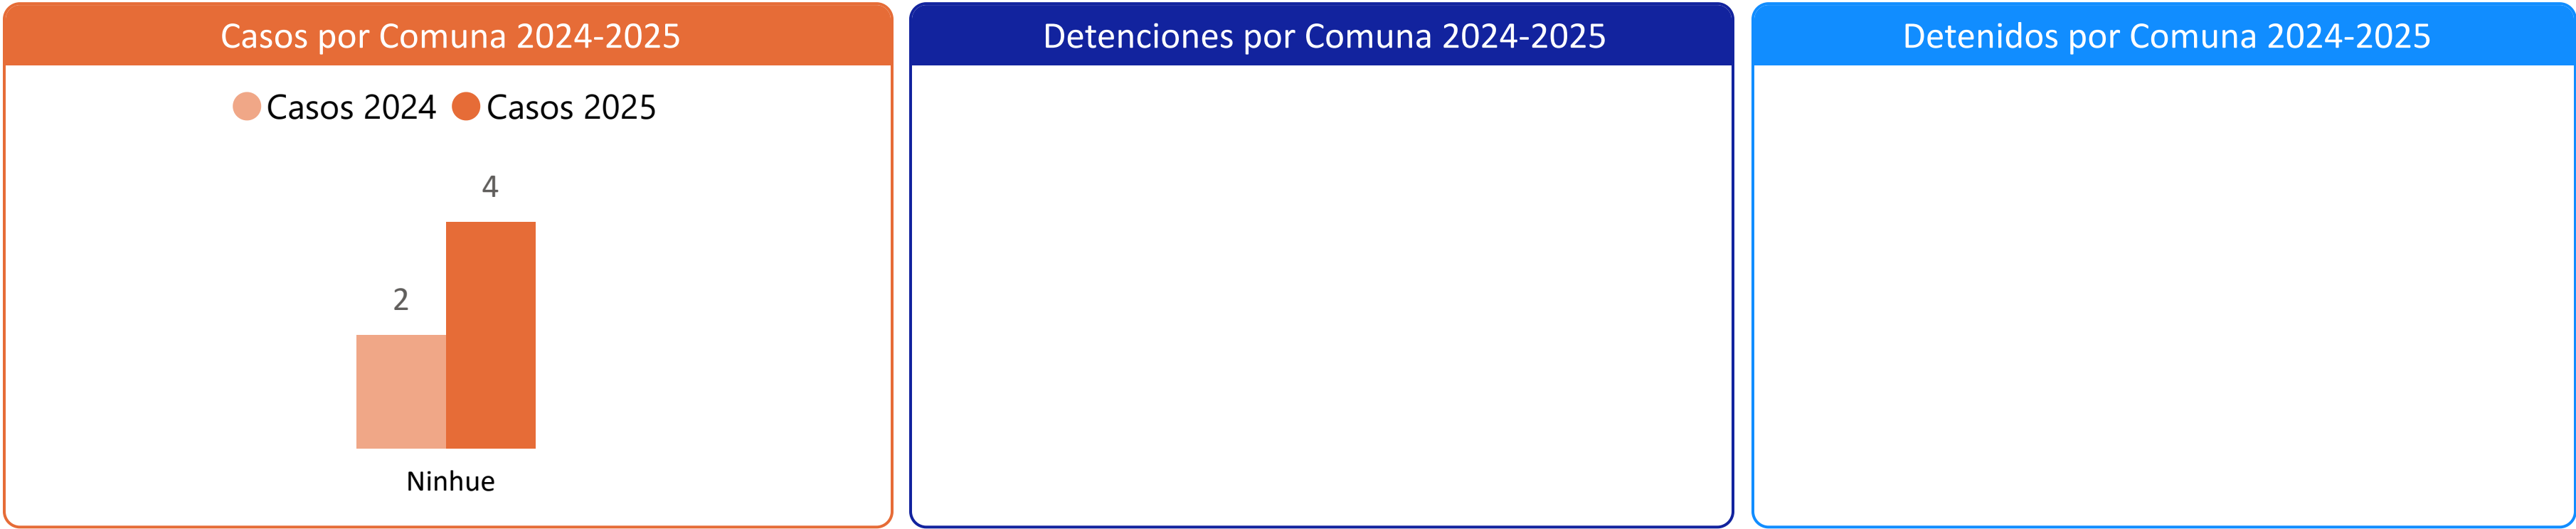 Casos por Comuna 2024-2025
Casos 2024 Casos 2025
4
2
Ninhue
Detenciones por Comuna 2024-2025
Detenidos por Comuna 2024-2025